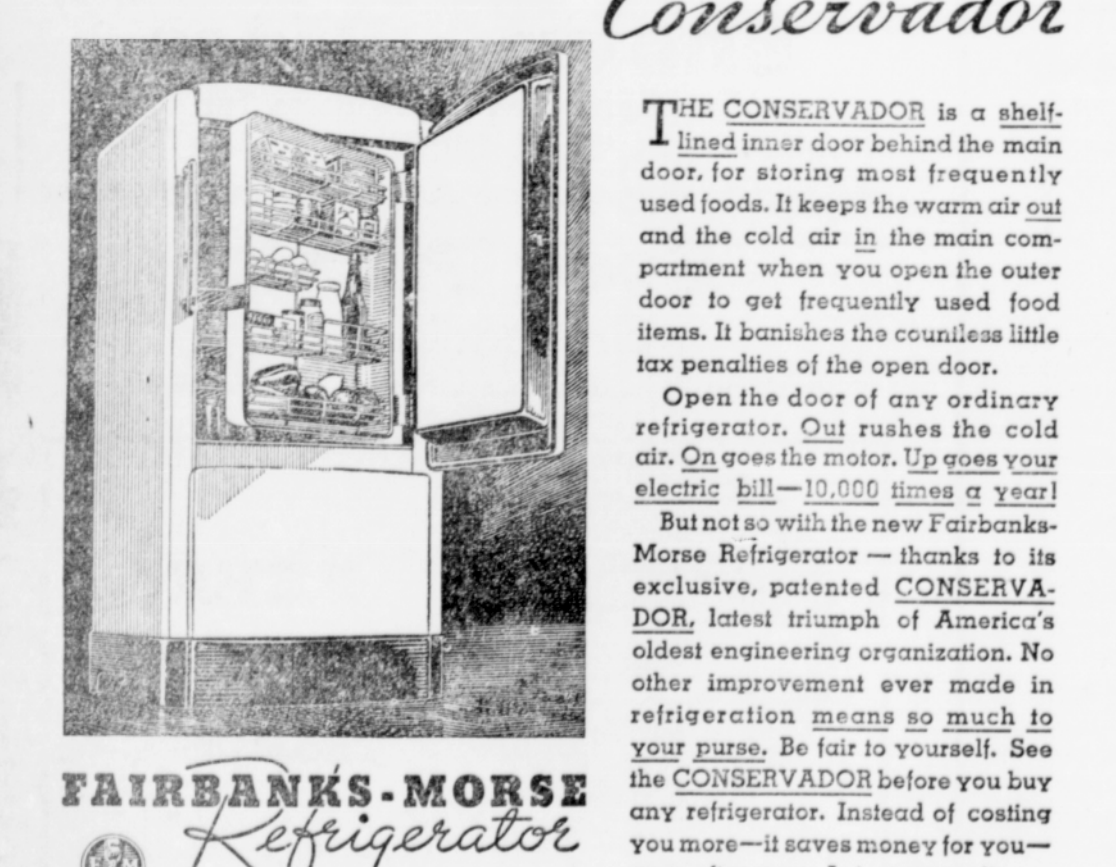 Conservador
THE CONSERVADOR is a shelf-
lined inner door behind the main
door, for storing most frequently
used foods. It keeps the warm air out
and the cold air in the main com-
partment when you open the outer
door to get frequently used food
items. It banishes the countless little
tax penalties of the open door.
Open the door of any ordinary
refrigerator. Out rushes the cold
air. On goes the motor. Up goes your
electric bill—10,000 times a year!
But not so with the new Fairbanks-
Morse Refrigerator — thanks to its
exclusive, patented CONSERVA-
DOR, latest triumph of America's
oldest engineering organization. No
other improvement ever made in
refrigeration means so much to
your purse. Be fair to yourself. See
the CONSERVADOR before you buy
any refrigerator. Instead of costing
you more—it saves money for you—
FAIRBANKS-MORSE
Refrigerator